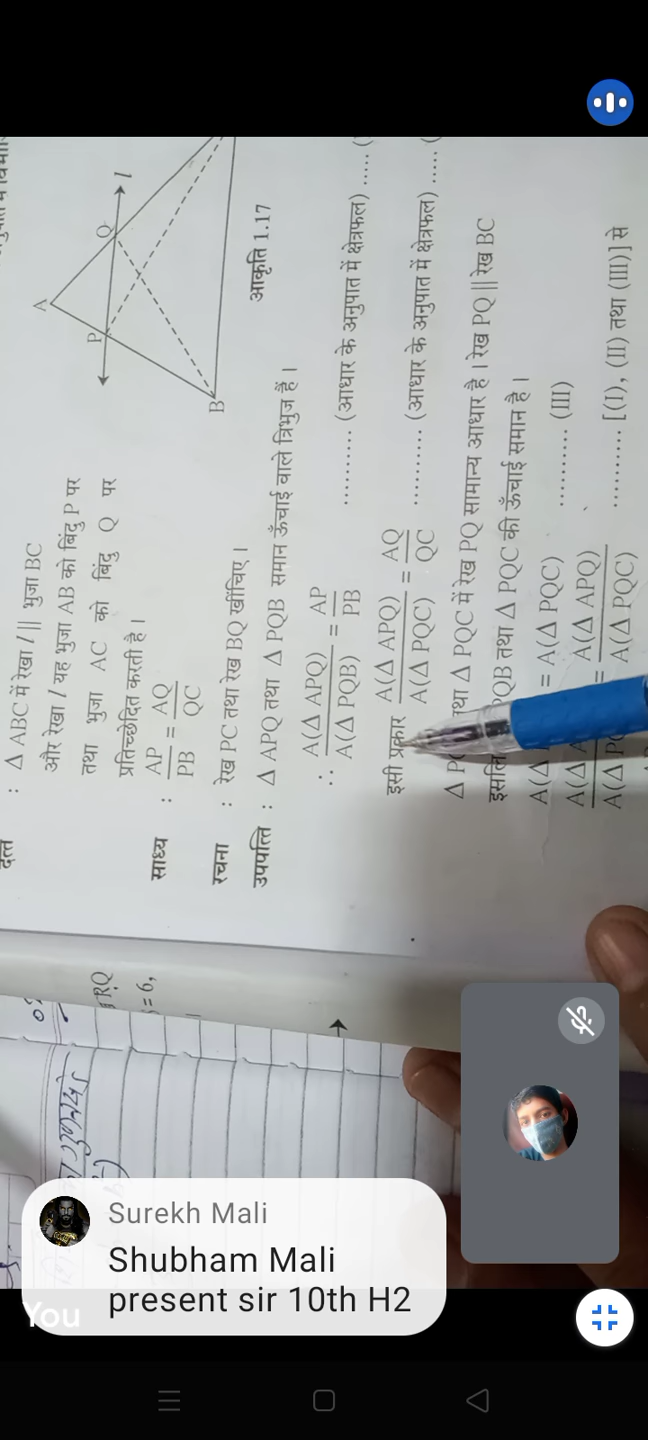 दत्त : Δ ABC में रेखा l || भुजा BC
और रेखा l यह भुजा AB को बिंदु P पर
तथा भुजा AC को बिंदु Q पर
प्रतिच्छेदित करती है ।
साध्य : AP/PB = AQ/QC
रचना : रेख PC तथा रेख BQ खींचिए ।
उपपत्ति : Δ APQ तथा Δ PQB समान ऊँचाई वाले त्रिभुज हैं ।
∴ A(Δ APQ)/A(Δ PQB) = AP/PB .......... (आधार के अनुपात में क्षेत्रफल) ...... (
इसी प्रकार A(Δ APQ)/A(Δ PQC) = AQ/QC .......... (आधार के अनुपात में क्षेत्रफल) ...... (
Δ तथा Δ PQC में रेख PQ सामान्य आधार है । रेख PQ || रेख BC
PQB तथा Δ PQC की ऊँचाई समान है ।
A(Δ = A(Δ PQC) .......... (III)
A(Δ = A(Δ APQ)/A(Δ PQC) .......... [(I), (II) तथा (III)] से
A
P
Q
l
B
आकृति 1.17
= 6,
Surekh Mali
Shubham Mali
present sir 10th H2
You